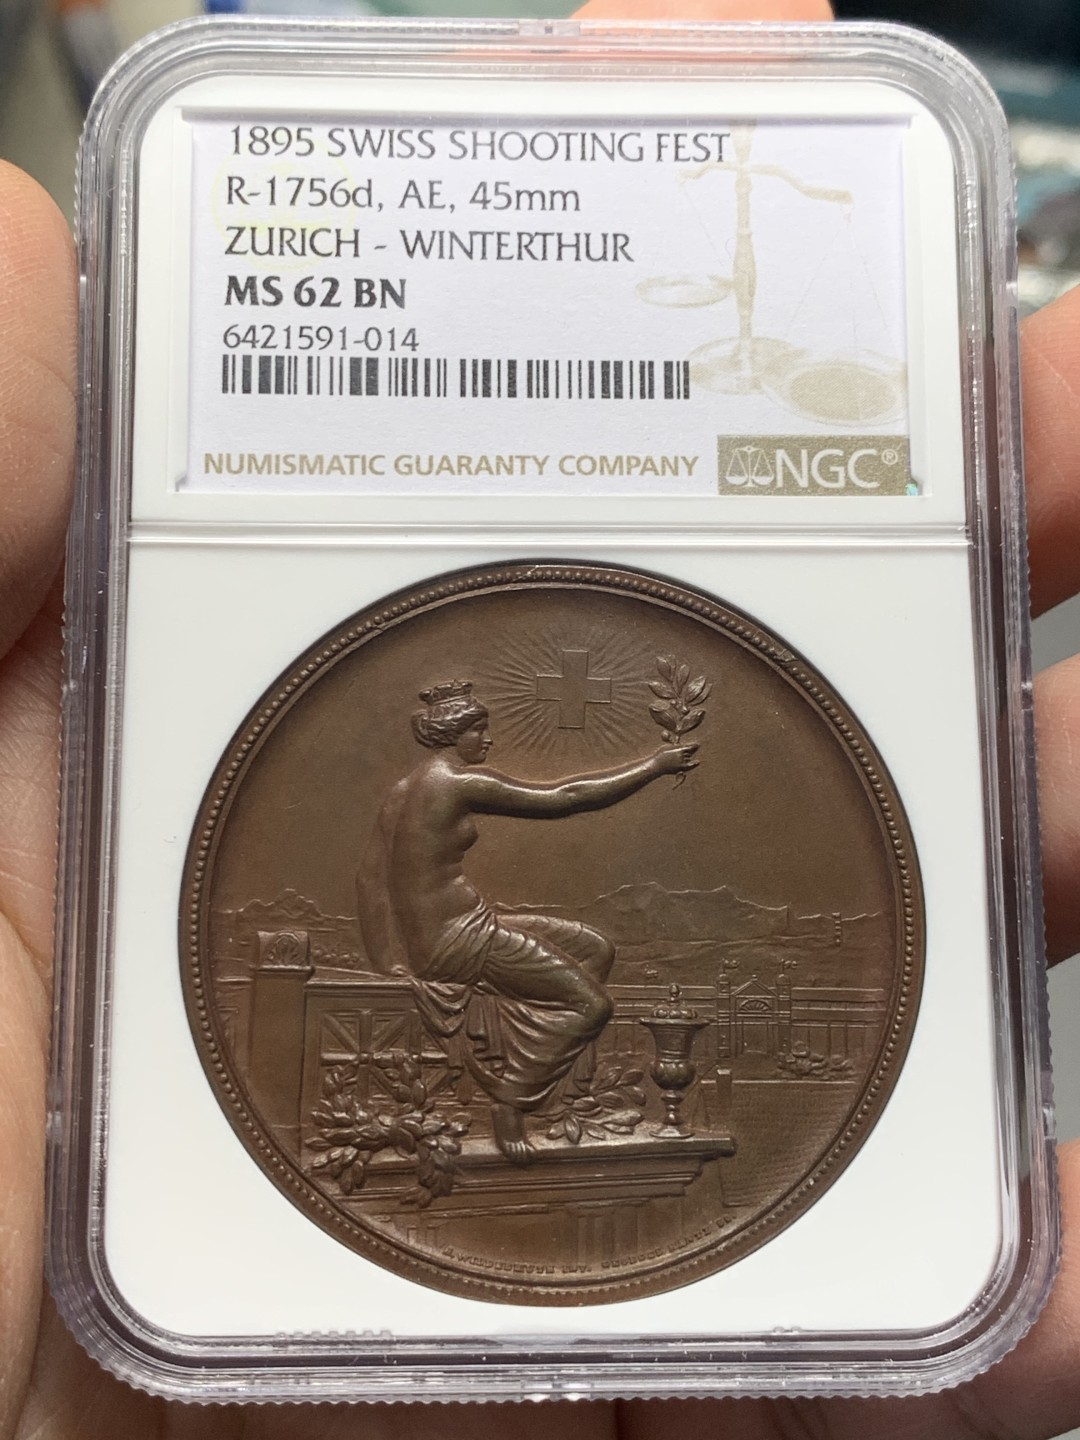 1895 SWISS SHOOTING FEST
R-1756d, AE, 45mm
ZURICH - WINTERTHUR
MS 62 BN
6421591-014
NUMISMATIC GUARANTY COMPANY
NGC®